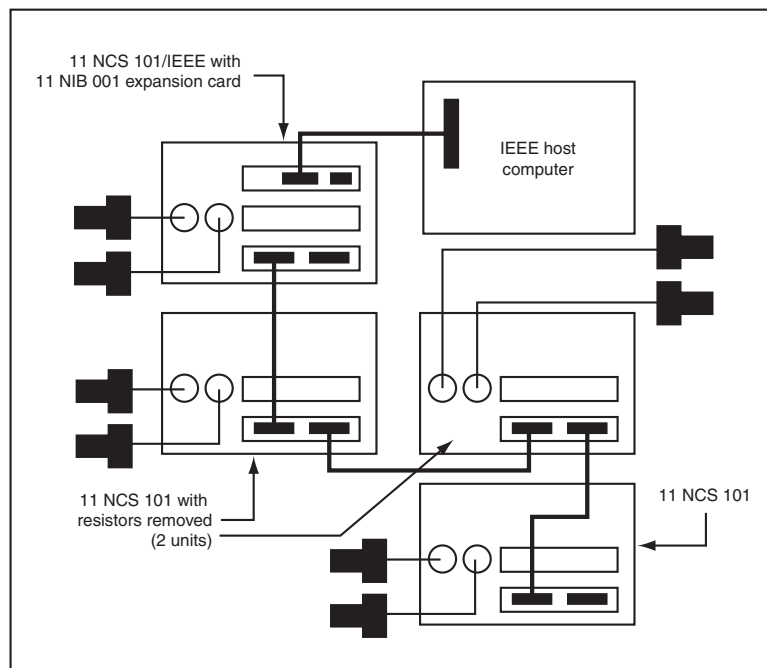 11 NCS 101/IEEE with
11 NIB 001 expansion card
IEEE host
computer
11 NCS 101 with
resistors removed
(2 units)
11 NCS 101